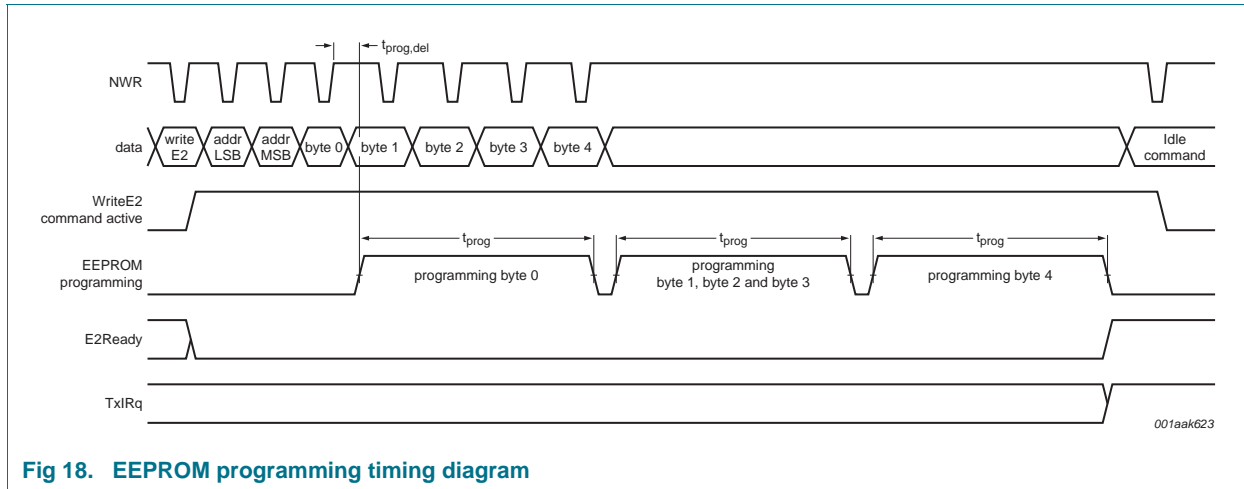 tprog,del
NWR
data
write E2
addr LSB
addr MSB
byte 0
byte 1
byte 2
byte 3
byte 4
Idle command
WriteE2
command active
tprog
tprog
tprog
EEPROM
programming
programming byte 0
programming
byte 1, byte 2 and byte 3
programming byte 4
E2Ready
TxIRq
001aak623
Fig 18. EEPROM programming timing diagram